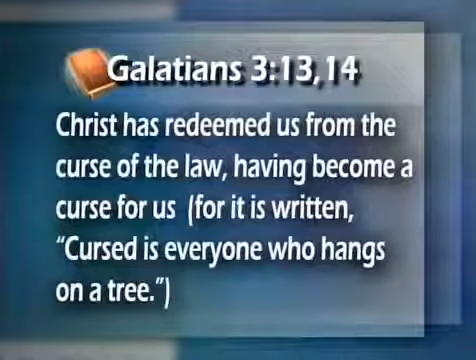 Galatians 3:13,14
Christ has redeemed us from the
curse of the law, having become a
curse for us (for it is written,
“Cursed is everyone who hangs
on a tree.”)